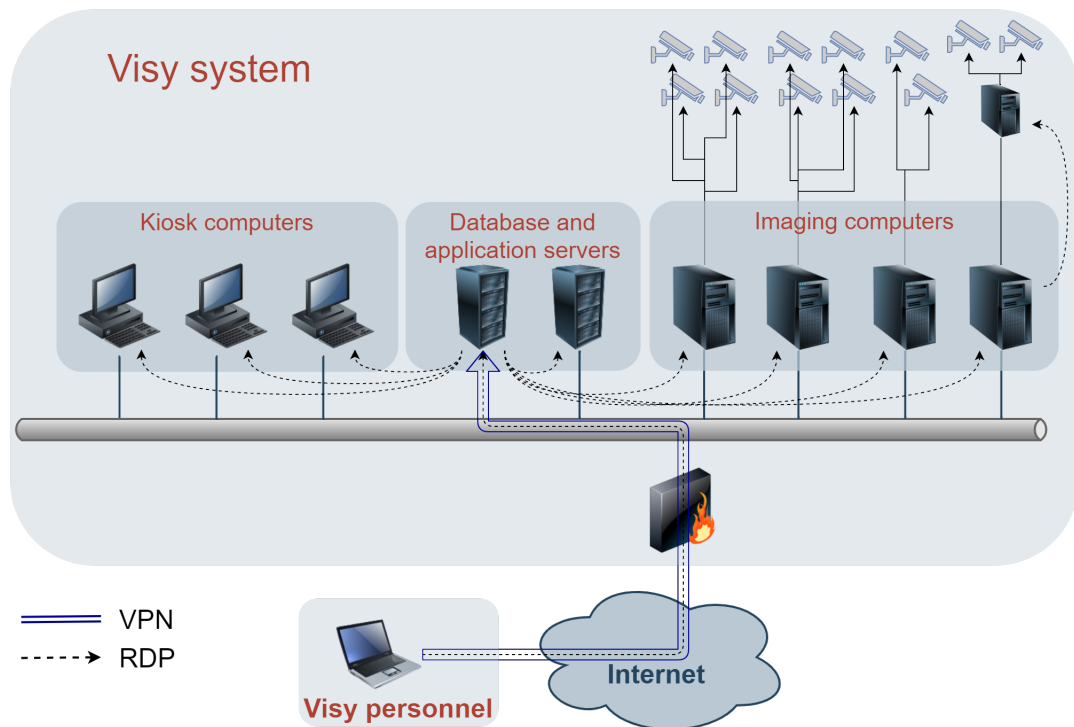 Visy system
Kiosk computers
Database and
application servers
Imaging computers
VPN
RDP
Internet
Visy personnel